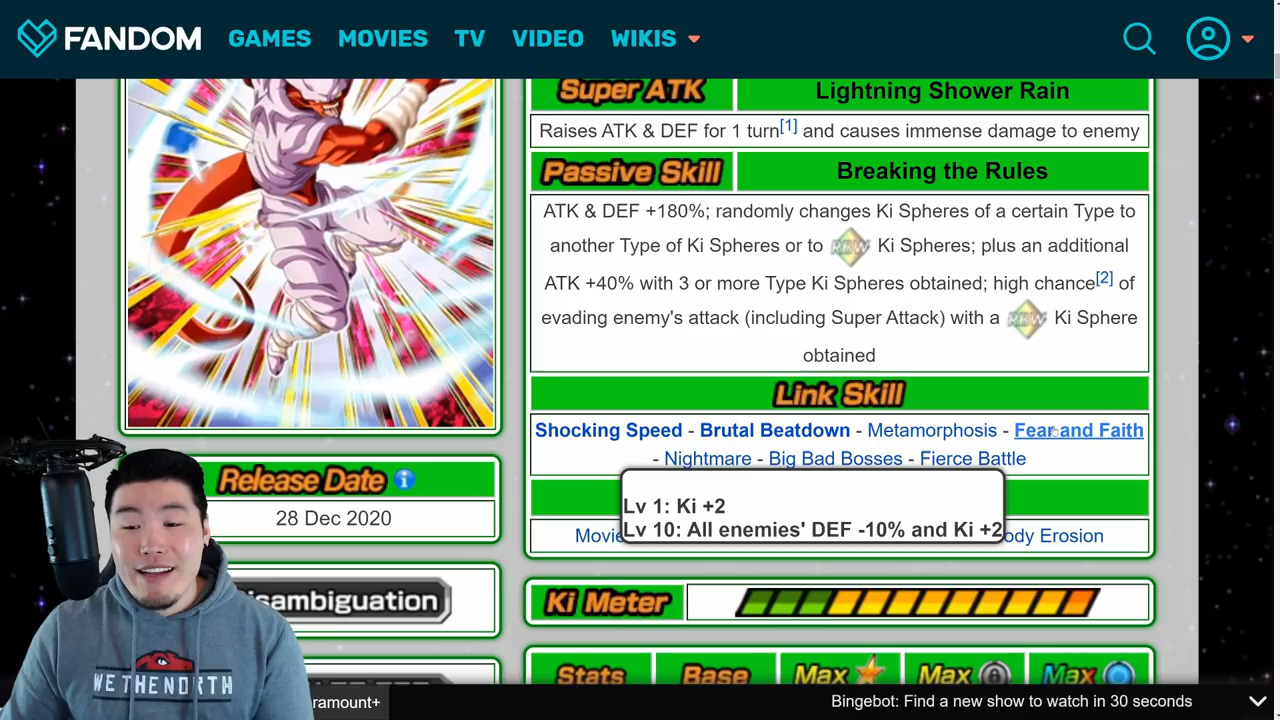 FANDOM GAMES MOVIES TV VIDEO WIKIS
Super ATK Lightning Shower Rain
Raises ATK & DEF for 1 turn[1] and causes immense damage to enemy
Passive Skill Breaking the Rules
ATK & DEF +180%; randomly changes Ki Spheres of a certain Type to
another Type of Ki Spheres or to RBW Ki Spheres; plus an additional
ATK +40% with 3 or more Type Ki Spheres obtained; high chance[2] of
evading enemy's attack (including Super Attack) with a RBW Ki Sphere
obtained
Link Skill
Shocking Speed - Brutal Beatdown - Metamorphosis - Fear and Faith
- Nightmare - Big Bad Bosses - Fierce Battle
Lv 1: Ki +2
Lv 10: All enemies' DEF -10% and Ki +2
Movie ody Erosion
Release Date i
28 Dec 2020
isambiguation
Ki Meter
Stats Base Max Max Max
WE THE NORTH
ramount+
Bingebot: Find a new show to watch in 30 seconds